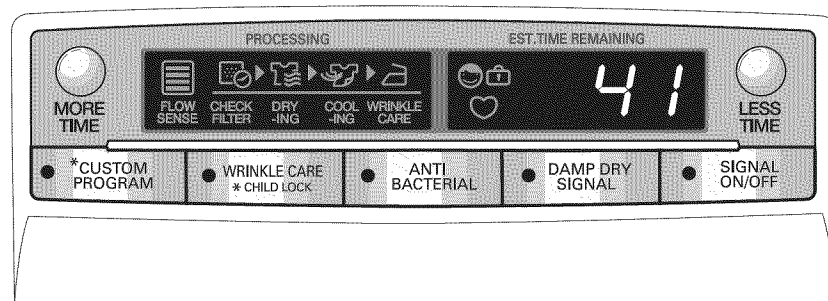 PROCESSING
EST.TIME REMAINING
MORE
TIME
FLOW
SENSE
CHECK
FILTER
DRY
-ING
COOL
-ING
WRINKLE
CARE
41
LESS
TIME
*CUSTOM
PROGRAM
WRINKLE CARE
* CHILD LOCK
ANTI
BACTERIAL
DAMP DRY
SIGNAL
SIGNAL
ON/OFF